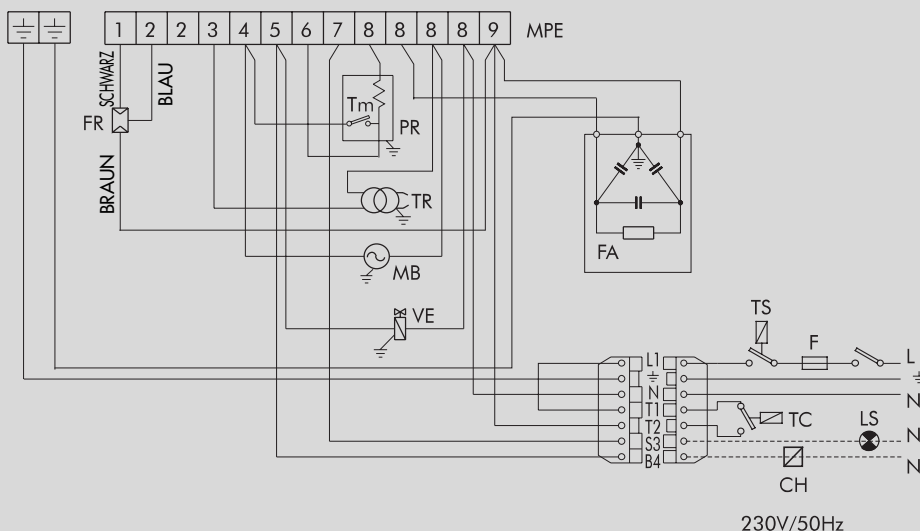 1 2 2 3 4 5 6 7 8 8 8 8 9 MPE
SCHWARZ
BLAU
FR
BRAUN
Tm
PR
TR
MB
VE
FA
TS
F
L1
L
N
N
T1
T2
TC
S3
LS
N
B4
N
CH
230V/50Hz